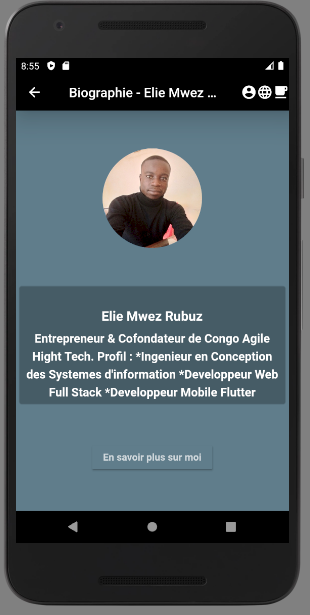 8:55
Biographie - Elie Mwez ...
Elie Mwez Rubuz
Entrepreneur & Cofondateur de Congo Agile
Hight Tech. Profil : *Ingenieur en Conception
des Systemes d'information *Developpeur Web
Full Stack *Developpeur Mobile Flutter
En savoir plus sur moi